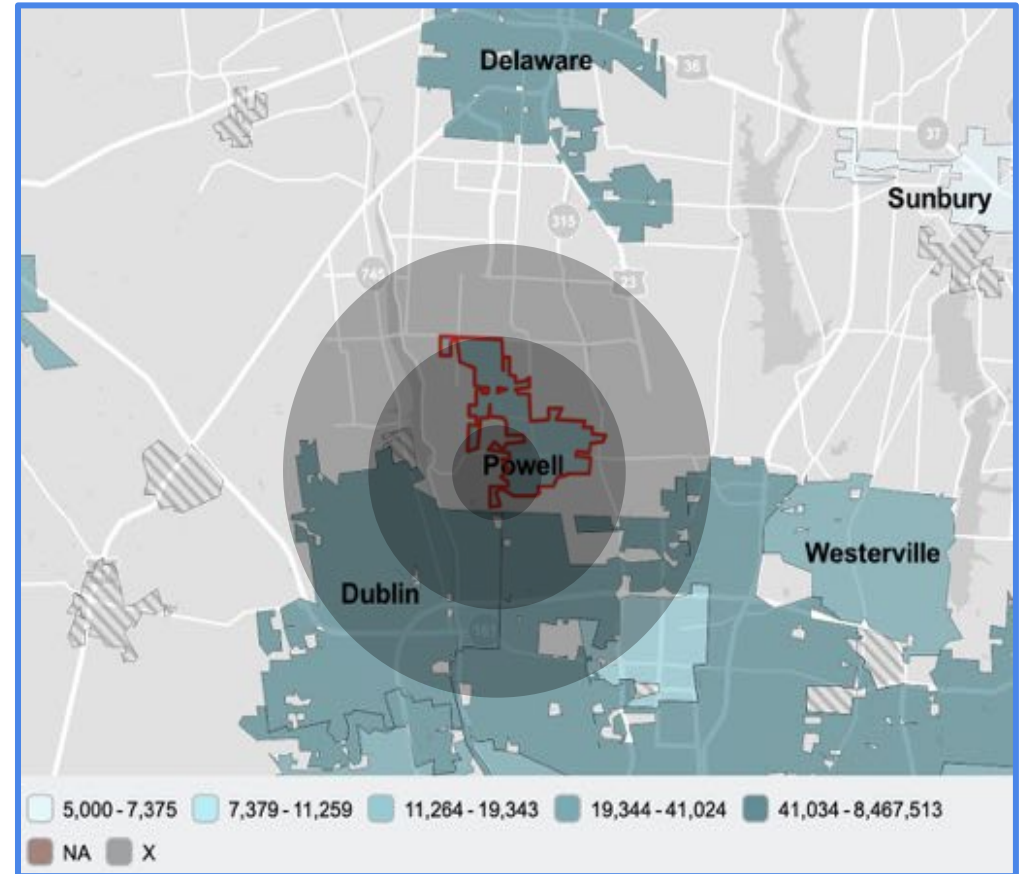 Delaware
36
37
Sunbury
315
745
23
Powell
Westerville
Dublin
161
5,000 - 7,375 7,379 - 11,259 11,264 - 19,343 19,344 - 41,024 41,034 - 8,467,513
NA X